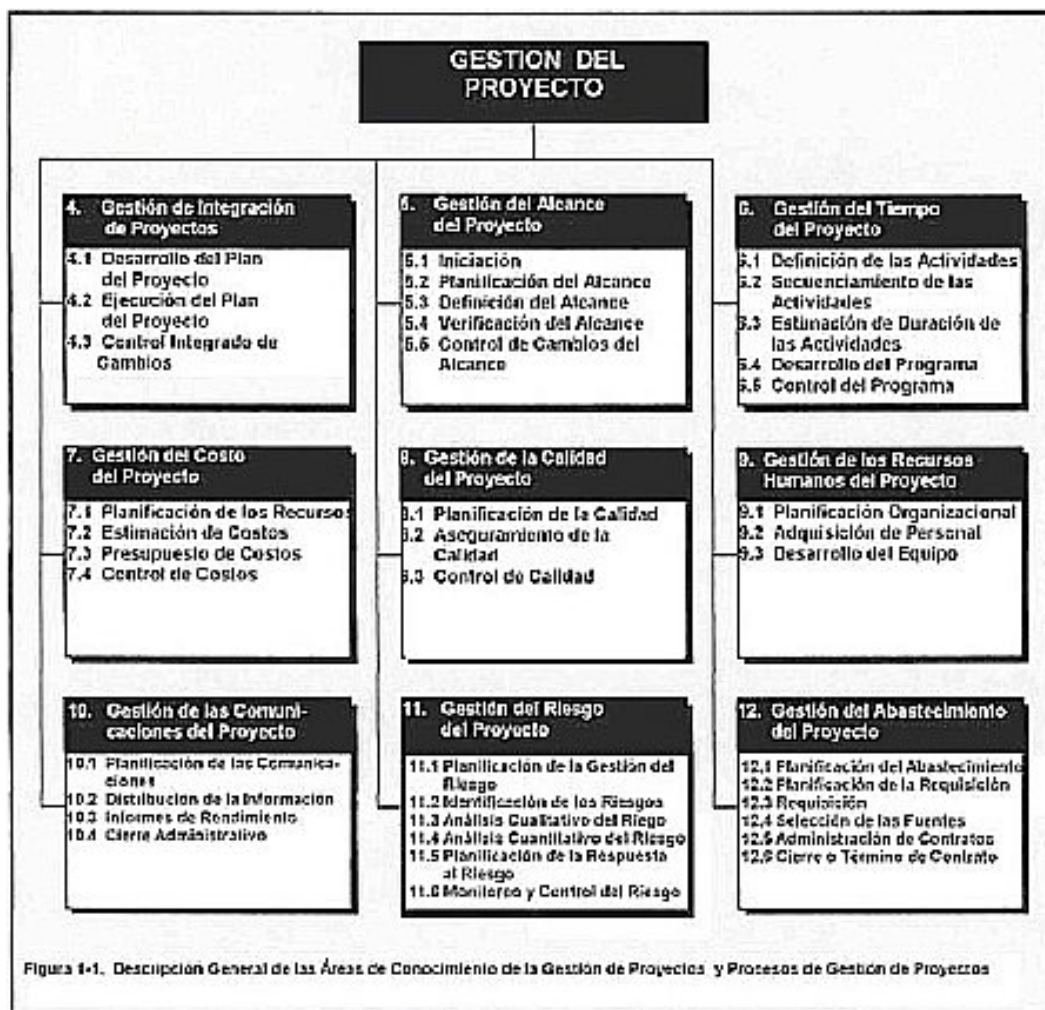 GESTION DEL
PROYECTO
4. Gestión de Integración
de Proyectos
4.1 Desarrollo del Plan
del Proyecto
4.2 Ejecución del Plan
del Proyecto
4.3 Control Integrado de
Cambios
5. Gestión del Alcance
del Proyecto
5.1 Iniciación
5.2 Planificación del Alcance
5.3 Definición del Alcance
5.4 Verificación del Alcance
5.5 Control de Cambios del
Alcance
6. Gestión del Tiempo
del Proyecto
6.1 Definición de las Actividades
6.2 Secuenciamiento de las
Actividades
6.3 Estimación de Duración de
las Actividades
6.4 Desarrollo del Programa
6.5 Control del Programa
7. Gestión del Costo
del Proyecto
7.1 Planificación de los Recursos
7.2 Estimación de Costos
7.3 Presupuesto de Costos
7.4 Control de Costos
8. Gestión de la Calidad
del Proyecto
8.1 Planificación de la Calidad
8.2 Aseguramiento de la
Calidad
8.3 Control de Calidad
9. Gestión de los Recursos
Humanos del Proyecto
9.1 Planificación Organizacional
9.2 Adquisición de Personal
9.3 Desarrollo del Equipo
10. Gestión de las Comuni-
caciones del Proyecto
10.1 Planificación de las Comunica-
ciones
10.2 Distribución de la Información
10.3 Informes de Rendimiento
10.4 Cierre Administrativo
11. Gestión del Riesgo
del Proyecto
11.1 Planificación de la Gestión del
Riesgo
11.2 Identificación de los Riesgos
11.3 Análisis Cualitativo del Riego
11.4 Análisis Cuantitativo del Riesgo
11.5 Planificación de la Respuesta
al Riesgo
11.6 Monitoreo y Control del Riesgo
12. Gestión del Abastecimiento
del Proyecto
12.1 Planificación del Abastecimiento
12.2 Planificación de la Requisición
12.3 Requisición
12.4 Selección de las Fuentes
12.5 Administración de Contratos
12.6 Cierre o Término de Contrato
Figura 1-1. Descripción General de las Áreas de Conocimiento de la Gestión de Proyectos y Procesos de Gestión de Proyectos